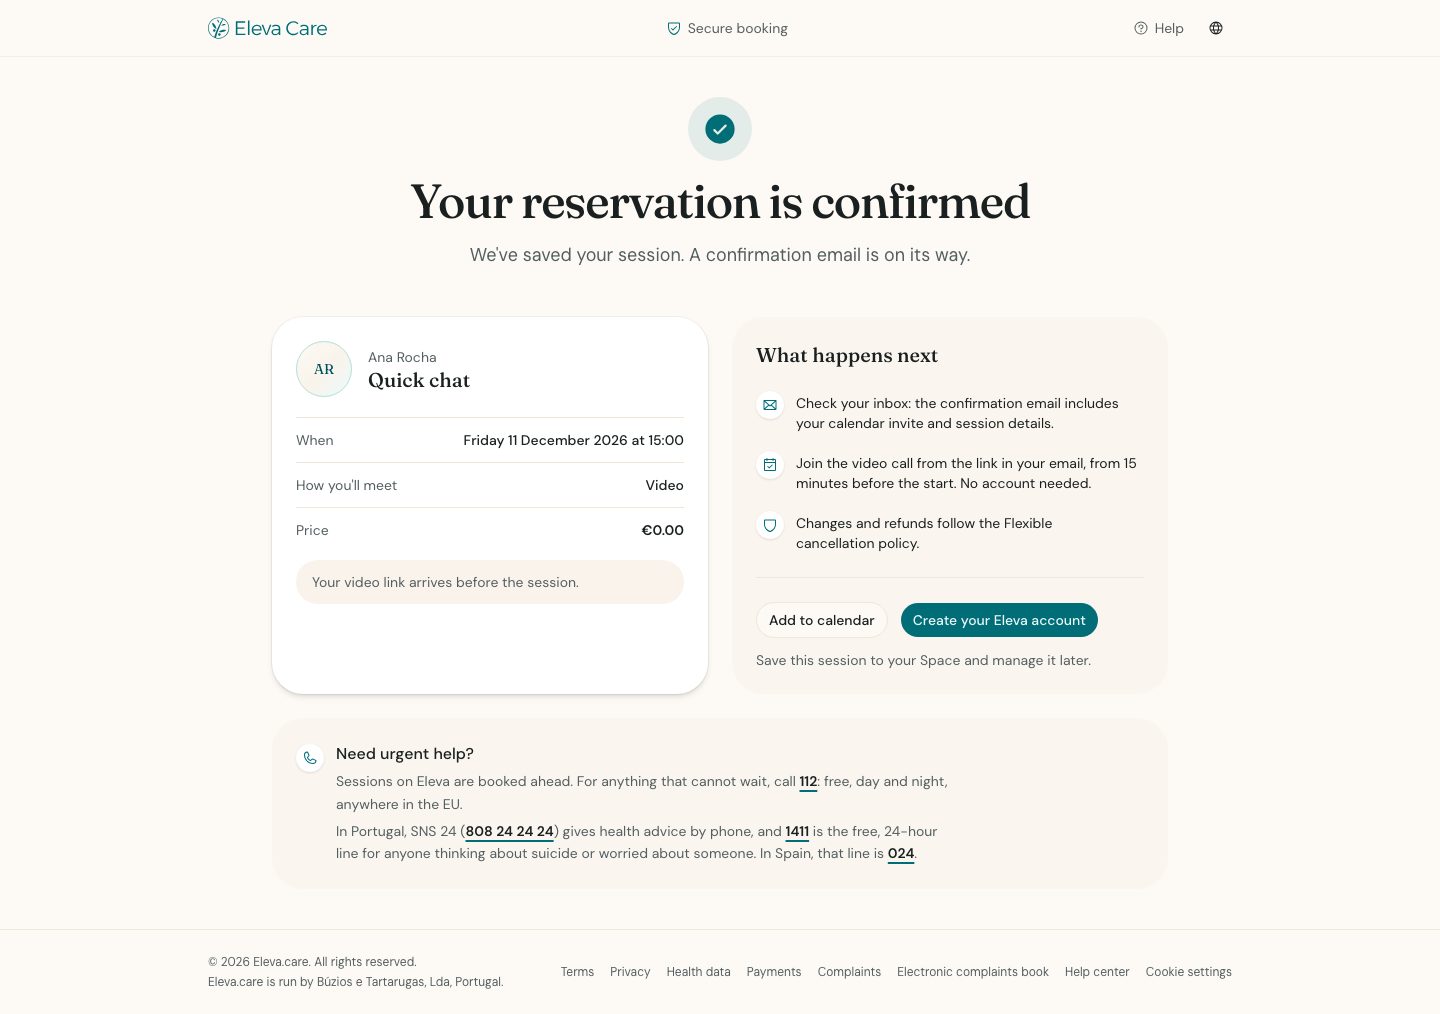 Eleva Care
Secure booking
Help
Your reservation is confirmed
We've saved your session. A confirmation email is on its way.
AR
Ana Rocha
Quick chat
When
Friday 11 December 2026 at 15:00
How you'll meet
Video
Price
€0.00
Your video link arrives before the session.
What happens next
Check your inbox: the confirmation email includes
your calendar invite and session details.
Join the video call from the link in your email, from 15
minutes before the start. No account needed.
Changes and refunds follow the Flexible
cancellation policy.
Add to calendar
Create your Eleva account
Save this session to your Space and manage it later.
Need urgent help?
Sessions on Eleva are booked ahead. For anything that cannot wait, call 112: free, day and night,
anywhere in the EU.
In Portugal, SNS 24 (808 24 24 24) gives health advice by phone, and 1411 is the free, 24-hour
line for anyone thinking about suicide or worried about someone. In Spain, that line is 024.
© 2026 Eleva.care. All rights reserved.
Eleva.care is run by Búzios e Tartarugas, Lda, Portugal.
Terms
Privacy
Health data
Payments
Complaints
Electronic complaints book
Help center
Cookie settings